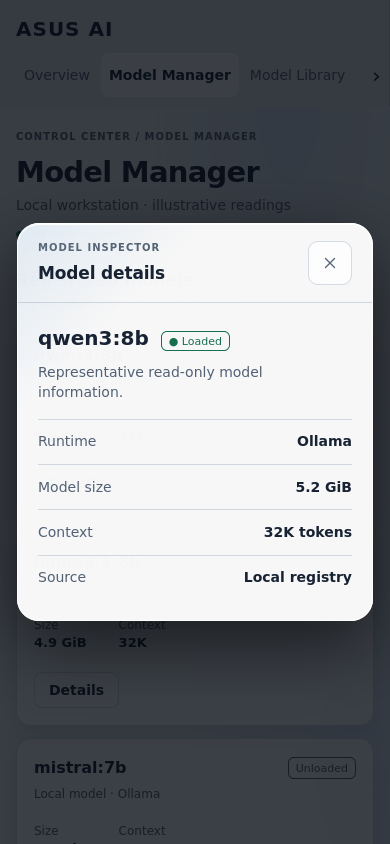 ASUS AI
Overview Model Manager Model Library ›
CONTROL CENTER / MODEL MANAGER
Model Manager
Local workstation · illustrative readings
MODEL INSPECTOR
Model details
×
qwen3:8b ● Loaded
Representative read-only model
information.
Runtime Ollama
Model size 5.2 GiB
Context 32K tokens
Source Local registry
Size Context
4.9 GiB 32K
Details
mistral:7b Unloaded
Local model · Ollama
Size Context